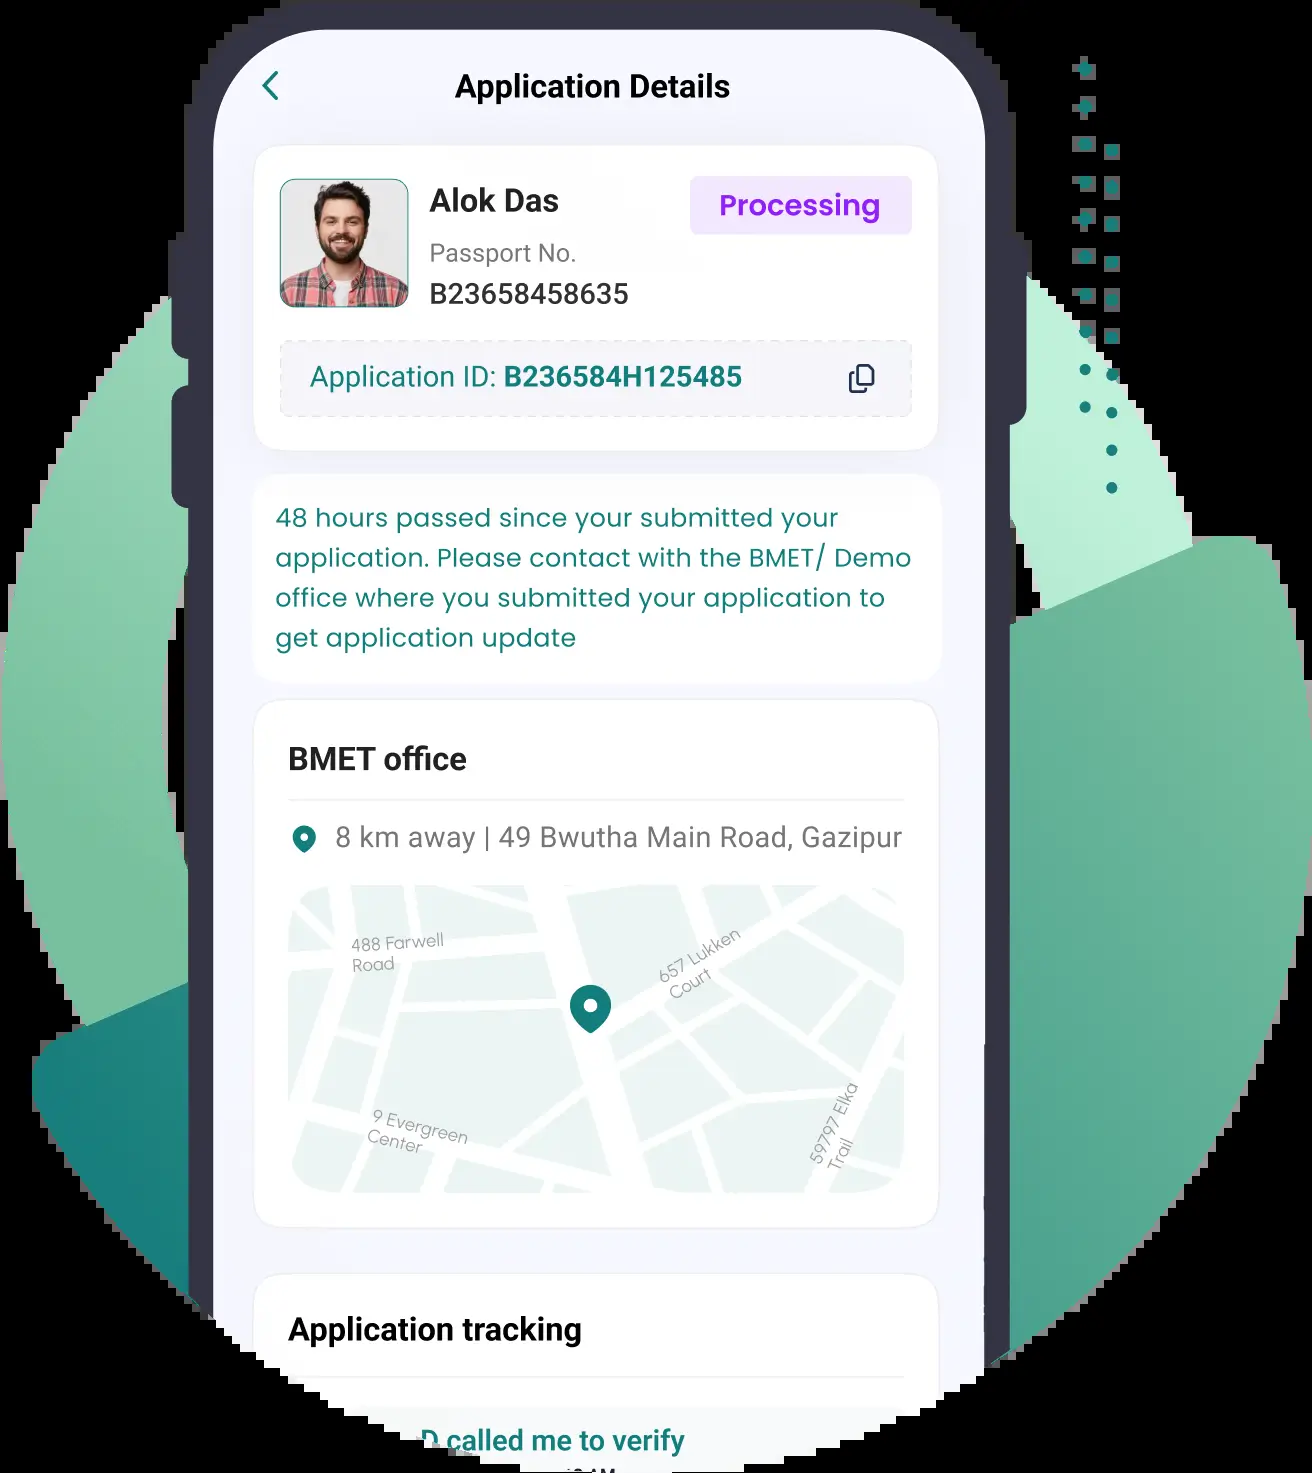 Application Details
Alok Das
Processing
Passport No.
B23658458635
Application ID: B236584H125485
48 hours passed since your submitted your
application. Please contact with the BMET/ Demo
office where you submitted your application to
get application update
BMET office
8 km away | 49 Bwutha Main Road, Gazipur
488 Farwell
Road
657 Lukken
Court
9 Evergreen
Center
59797 Elka
Trail
Application tracking
called me to verify
AM